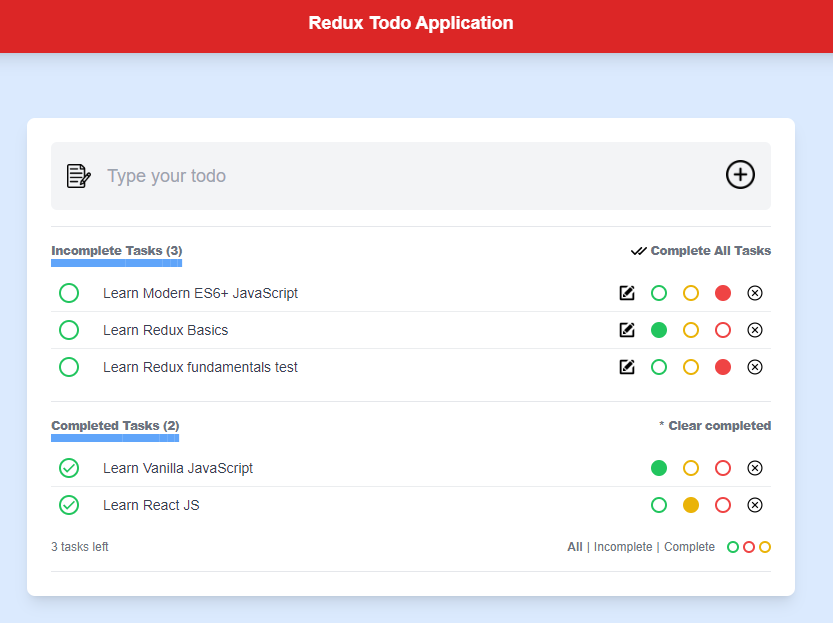 Redux Todo Application
Type your todo
Incomplete Tasks (3) Complete All Tasks
Learn Modern ES6+ JavaScript
Learn Redux Basics
Learn Redux fundamentals test
Completed Tasks (2) * Clear completed
Learn Vanilla JavaScript
Learn React JS
3 tasks left All | Incomplete | Complete